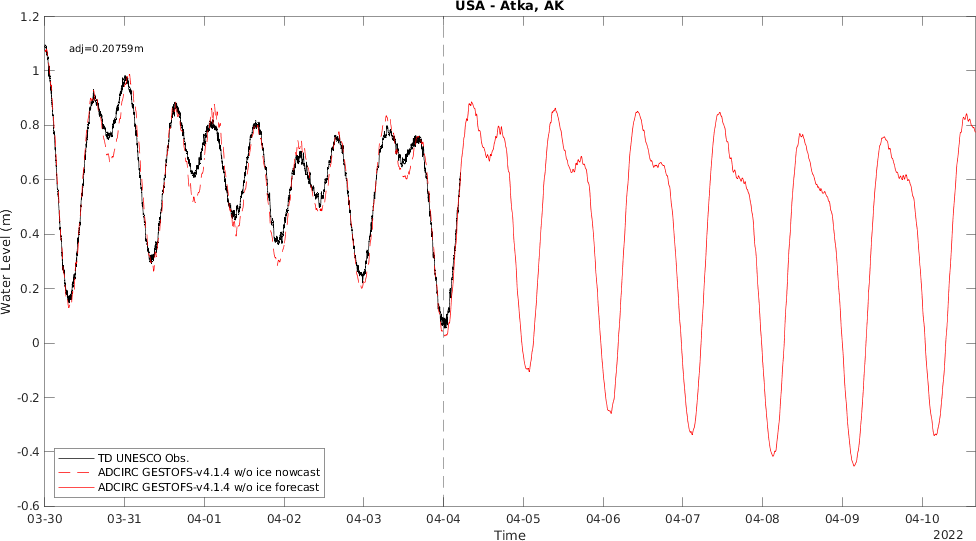 USA - Atka, AK
adj=0.20759m
1.2
1
0.8
0.6
0.4
0.2
0
-0.2
-0.4
-0.6
Water Level (m)
TD UNESCO Obs.
ADCIRC GESTOFS-v4.1.4 w/o ice nowcast
ADCIRC GESTOFS-v4.1.4 w/o ice forecast
03-30 03-31 04-01 04-02 04-03 04-04 04-05 04-06 04-07 04-08 04-09 04-10
Time
2022